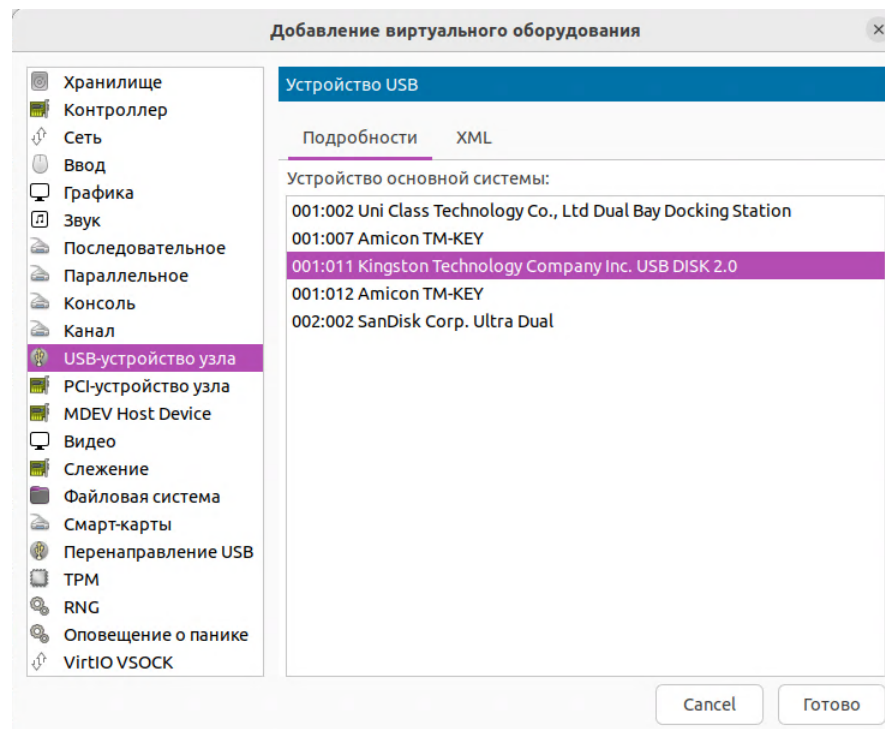 Добавление виртуального оборудования
Хранилище
Контроллер
Сеть
Ввод
Графика
Звук
Последовательное
Параллельное
Консоль
Канал
USB-устройство узла
PCI-устройство узла
MDEV Host Device
Видео
Слежение
Файловая система
Смарт-карты
Перенаправление USB
TPM
RNG
Оповещение о панике
VirtIO VSOCK
Устройство USB
Подробности XML
Устройство основной системы:
001:002 Uni Class Technology Co., Ltd Dual Bay Docking Station
001:007 Amicon TM-KEY
001:011 Kingston Technology Company Inc. USB DISK 2.0
001:012 Amicon TM-KEY
002:002 SanDisk Corp. Ultra Dual
Cancel Готово